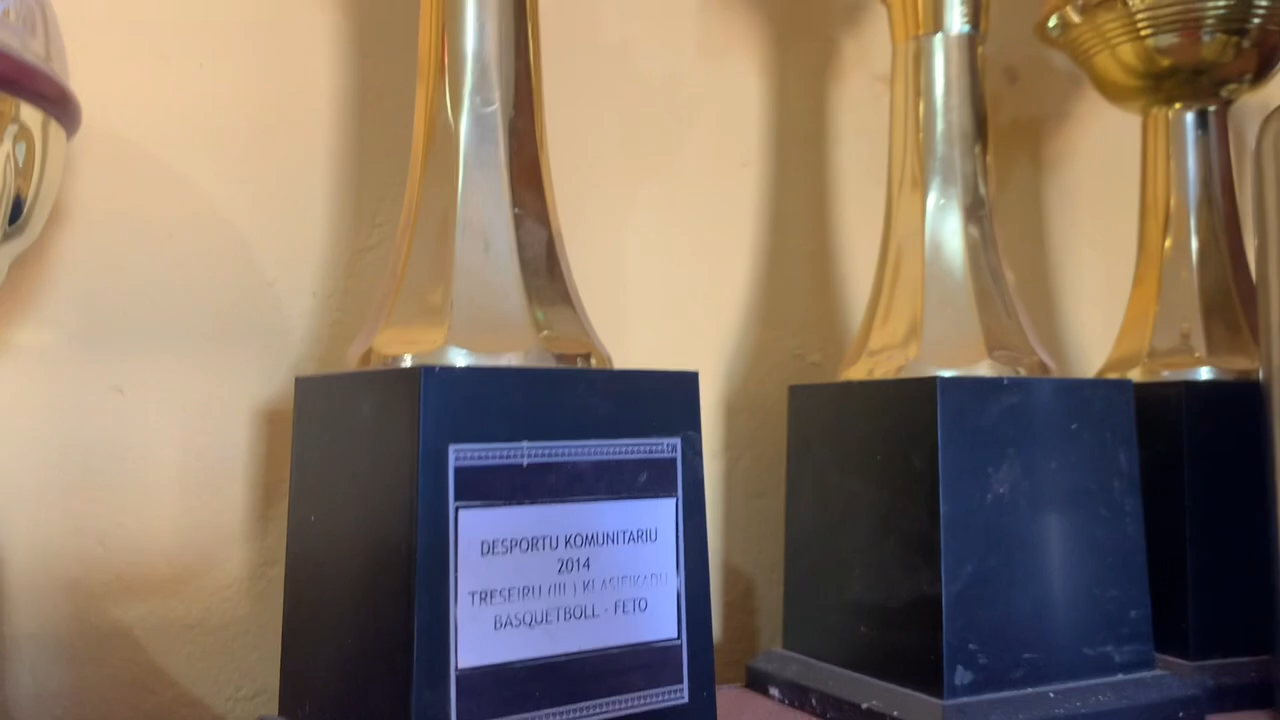 DESPORTU KOMUNITARIU
2014
TRESEIRU (III ) KLASIFIKADU
BASQUETBOLL - FETO